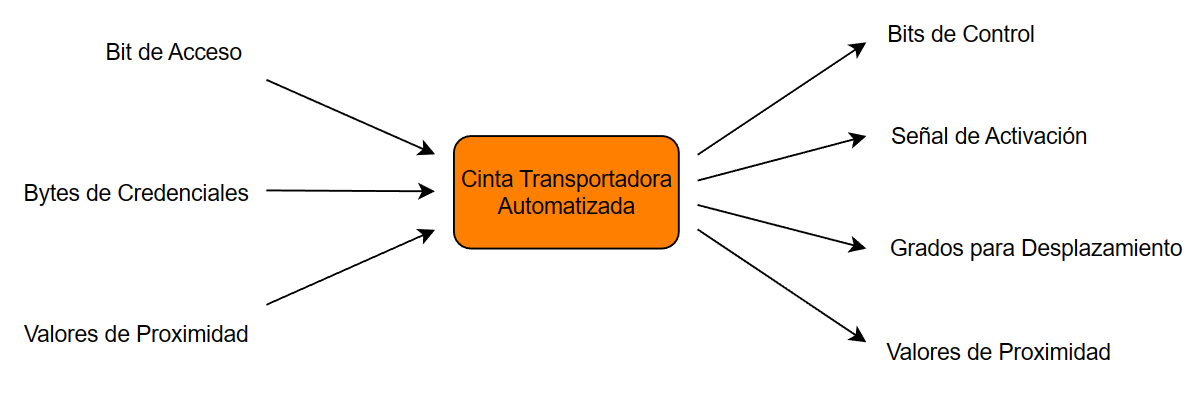 Bit de Acceso
Bytes de Credenciales
Valores de Proximidad
Cinta Transportadora
Automatizada
Bits de Control
Señal de Activación
Grados para Desplazamiento
Valores de Proximidad